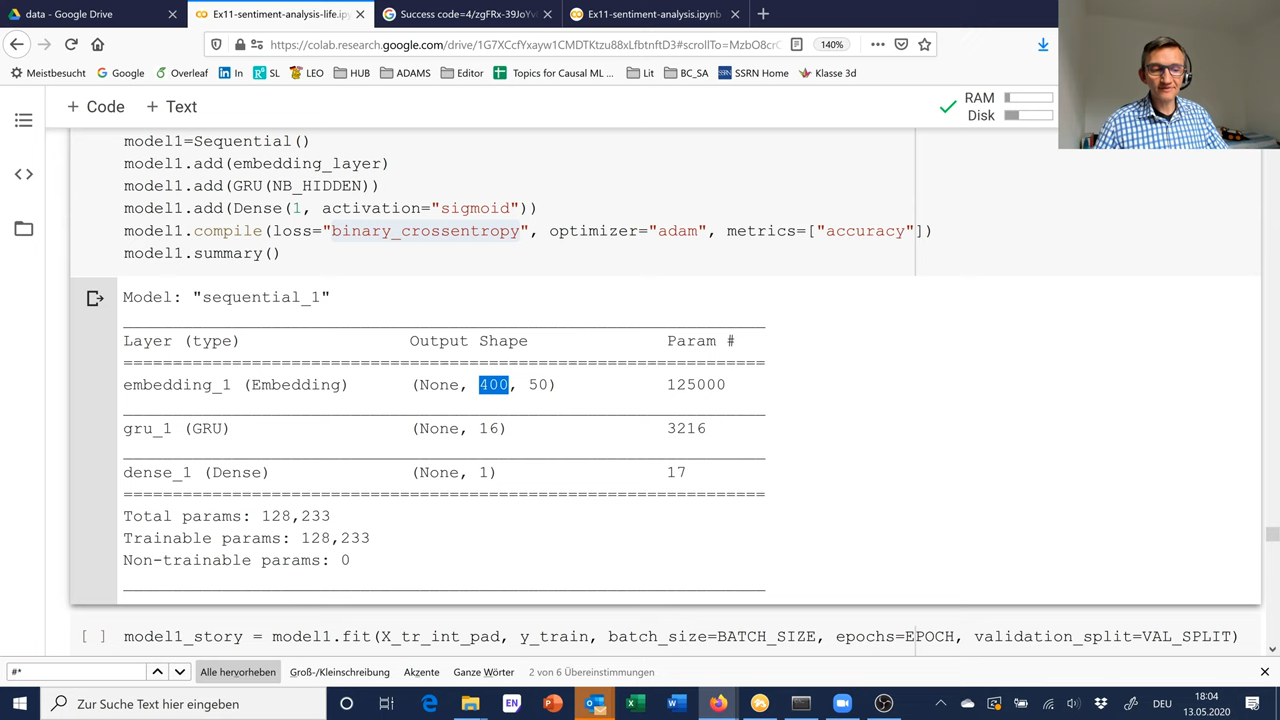 data - Google Drive
Ex11-sentiment-analysis-life.ipy
Success code=4/zgFRx-39JoYv
Ex11-sentiment-analysis.ipynb
https://colab.research.google.com/drive/1G7XCcfYxayw1CMDTKtzu88xLfbtnftD3#scrollTo=MzbO8crC
140%
Meistbesucht
Google
Overleaf
In
SL
LEO
HUB
ADAMS
Editor
Topics for Causal ML ...
Lit
BC_SA
SSRN Home
Klasse 3d
+ Code + Text
RAM
Disk
model1=Sequential()
model1.add(embedding_layer)
model1.add(GRU(NB_HIDDEN))
model1.add(Dense(1, activation="sigmoid"))
model1.compile(loss="binary_crossentropy", optimizer="adam", metrics=["accuracy"])
model1.summary()
Model: "sequential_1"
Layer (type) Output Shape Param #
embedding_1 (Embedding) (None, 400, 50) 125000
gru_1 (GRU) (None, 16) 3216
dense_1 (Dense) (None, 1) 17
Total params: 128,233
Trainable params: 128,233
Non-trainable params: 0
[ ] model1_story = model1.fit(X_tr_int_pad, y_train, batch_size=BATCH_SIZE, epochs=EPOCH, validation_split=VAL_SPLIT)
#*
Alle hervorheben
Groß-/Kleinschreibung
Akzente
Ganze Wörter
2 von 6 Übereinstimmungen
Zur Suche Text hier eingeben
EN
DEU
18:04
13.05.2020